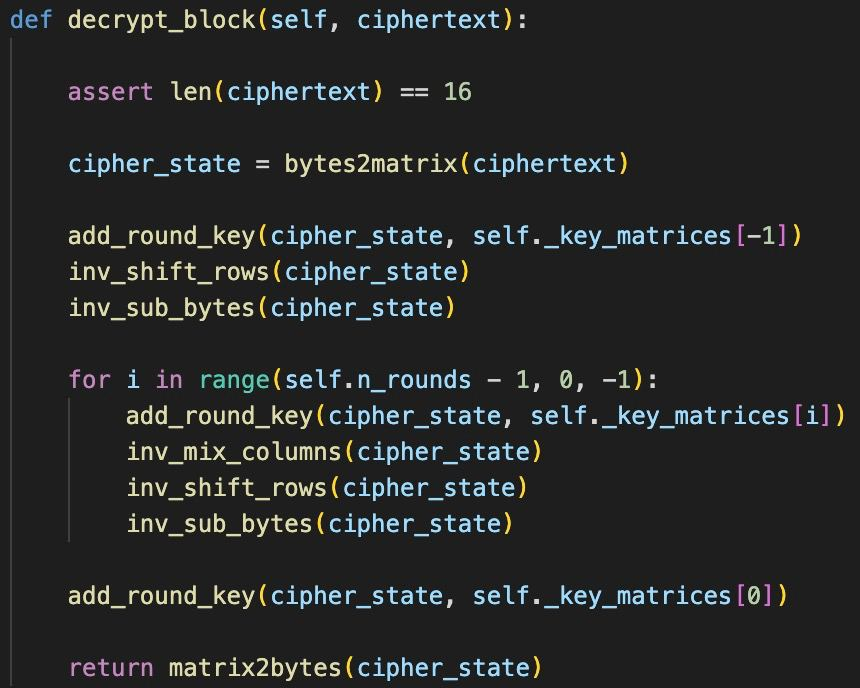 def decrypt_block(self, ciphertext):
assert len(ciphertext) == 16
cipher_state = bytes2matrix(ciphertext)
add_round_key(cipher_state, self._key_matrices[-1])
inv_shift_rows(cipher_state)
inv_sub_bytes(cipher_state)
for i in range(self.n_rounds - 1, 0, -1):
add_round_key(cipher_state, self._key_matrices[i])
inv_mix_columns(cipher_state)
inv_shift_rows(cipher_state)
inv_sub_bytes(cipher_state)
add_round_key(cipher_state, self._key_matrices[0])
return matrix2bytes(cipher_state)